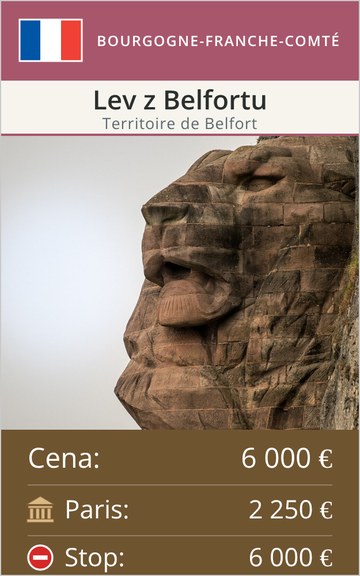 BOURGOGNE-FRANCHE-COMTÉ
Lev z Belfortu
Territoire de Belfort
Cena: 6 000 €
Paris: 2 250 €
Stop: 6 000 €